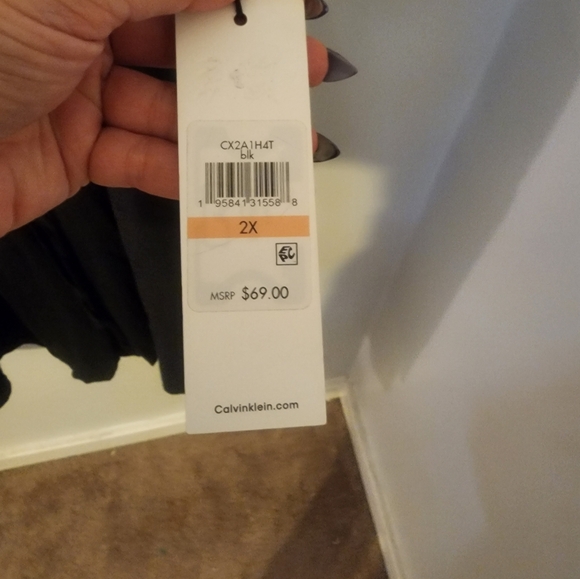 CX2A1H4T
blk
1 95841 31558 8
2X
MSRP $69.00
Calvinklein.com